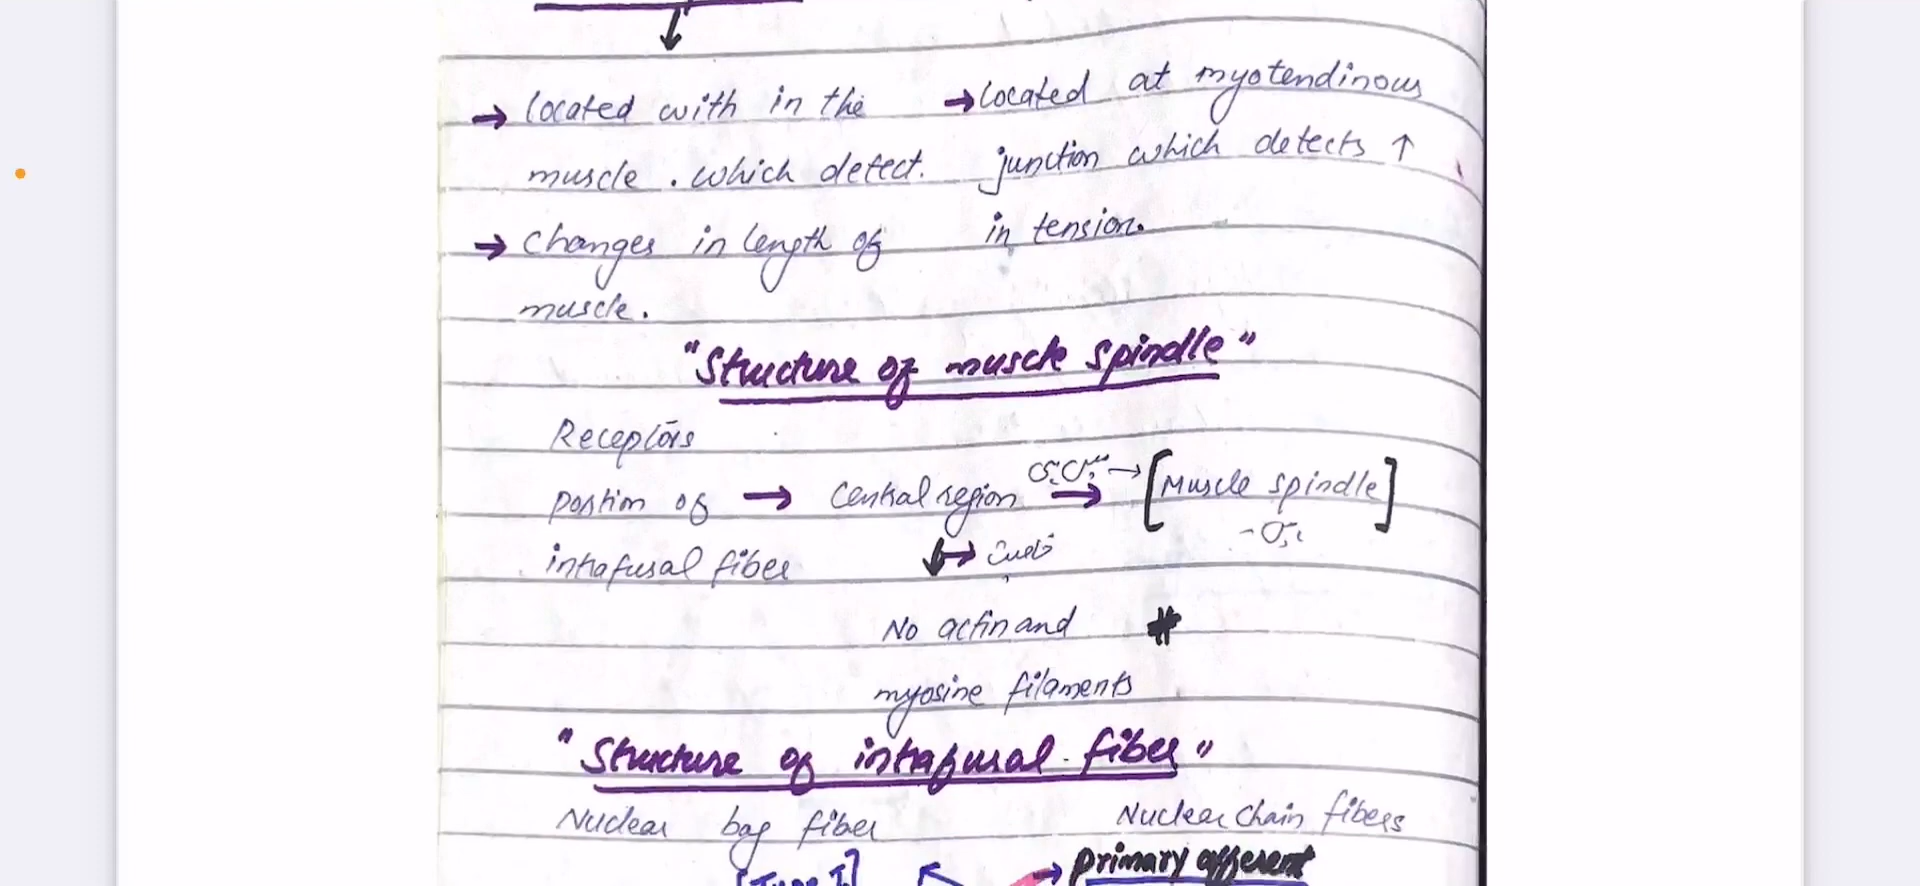 → located with in the
muscle. which detect.
→ changes in length of
muscle.
→ located at myotendinous
junction which detects ↑
in tension.
"Structure of muscle spindle"
Receptors
portion of → Central region → [Muscle spindle]
intrafusal fiber
No actin and #
myosine filaments
"Structure of intrafusal fiber"
Nuclear bag fiber Nuclear chain fibers
[Type I] → primary afferent